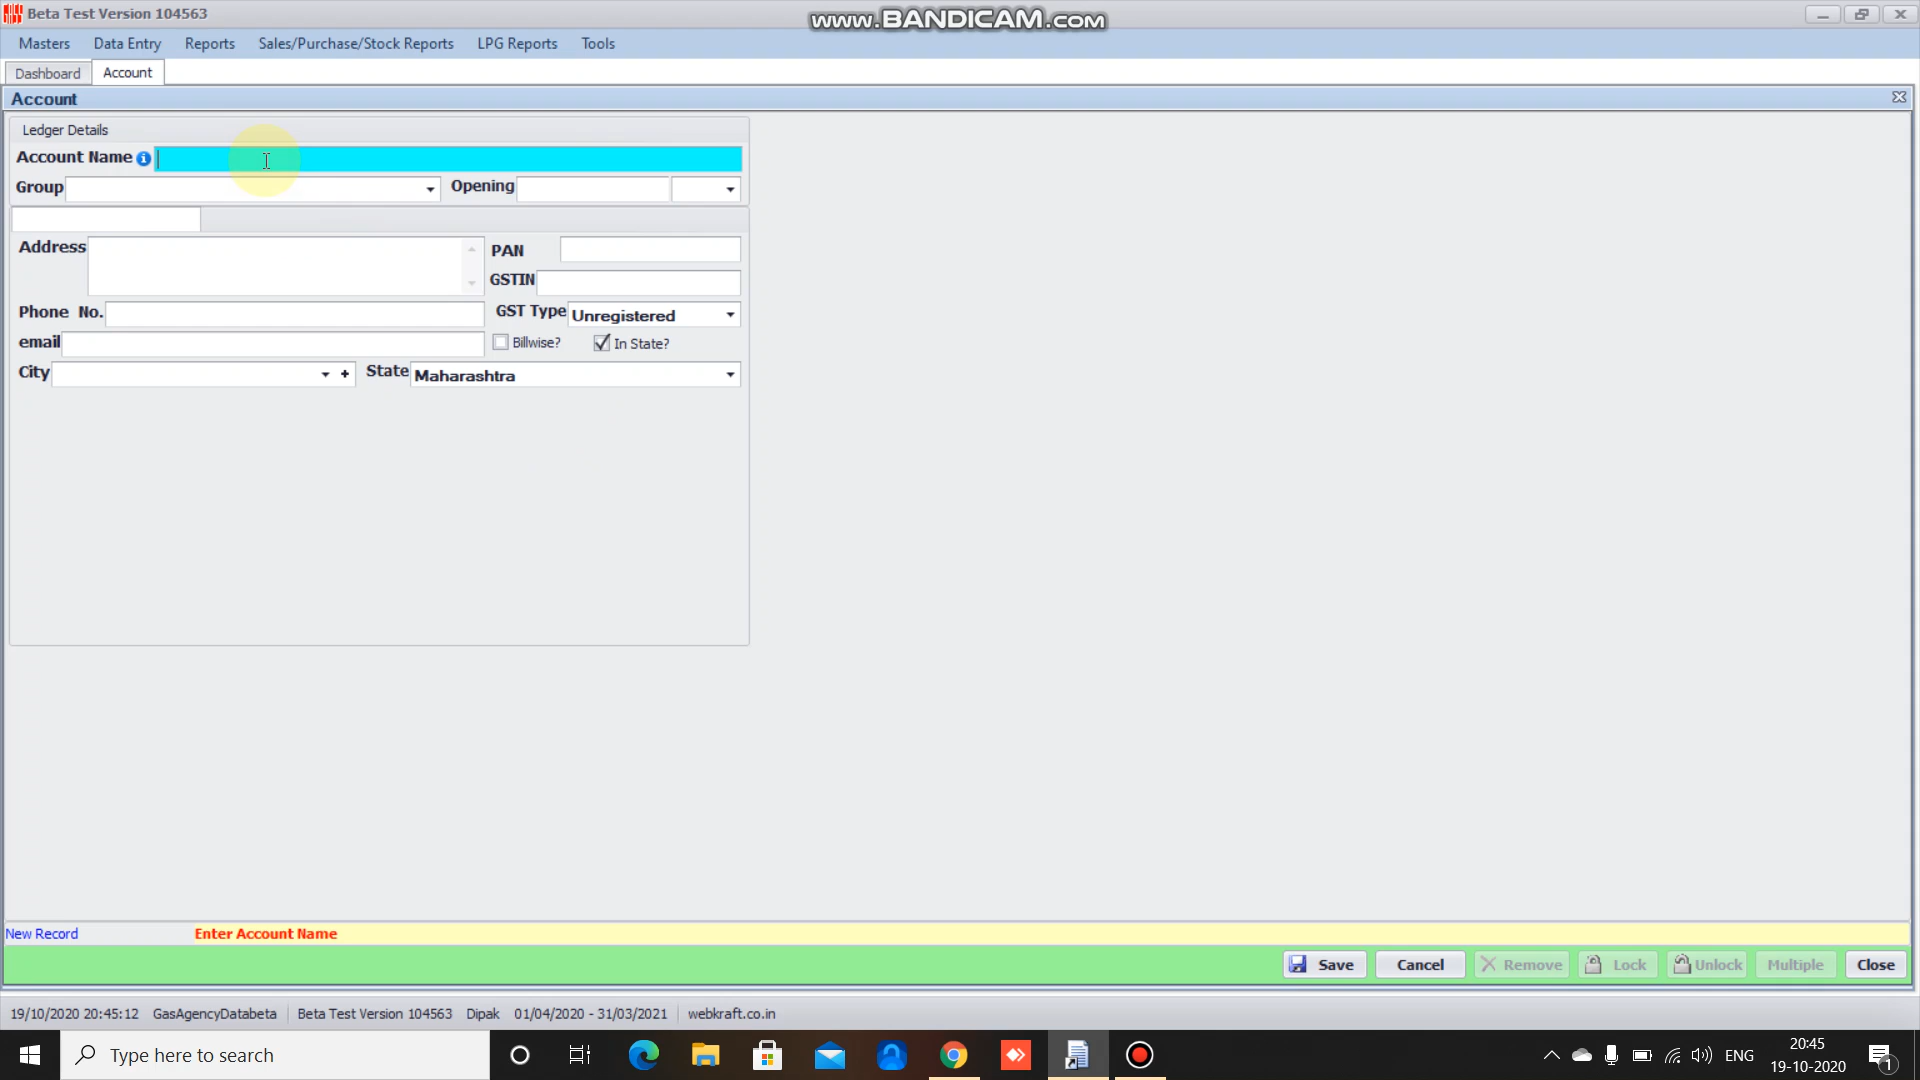 Beta Test Version 104563
www.BANDICAM.com
Masters Data Entry Reports Sales/Purchase/Stock Reports LPG Reports Tools
Dashboard Account
Account
Ledger Details
Account Name
Group Opening
Address PAN
GSTIN
Phone No. GST Type Unregistered
email Billwise? In State?
City State Maharashtra
New Record Enter Account Name
Save Cancel Remove Lock Unlock Multiple Close
19/10/2020 20:45:12 GasAgencyDatabeta Beta Test Version 104563 Dipak 01/04/2020 - 31/03/2021 webkraft.co.in
Type here to search ENG 20:45
19-10-2020 1